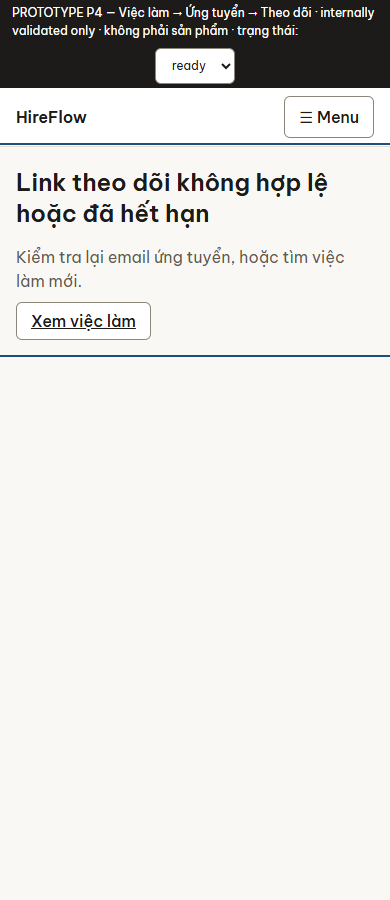 PROTOTYPE P4 — Việc làm → Ứng tuyển → Theo dõi · internally
validated only · không phải sản phẩm · trạng thái:
ready
HireFlow
☰ Menu
Link theo dõi không hợp lệ
hoặc đã hết hạn
Kiểm tra lại email ứng tuyển, hoặc tìm việc
làm mới.
Xem việc làm